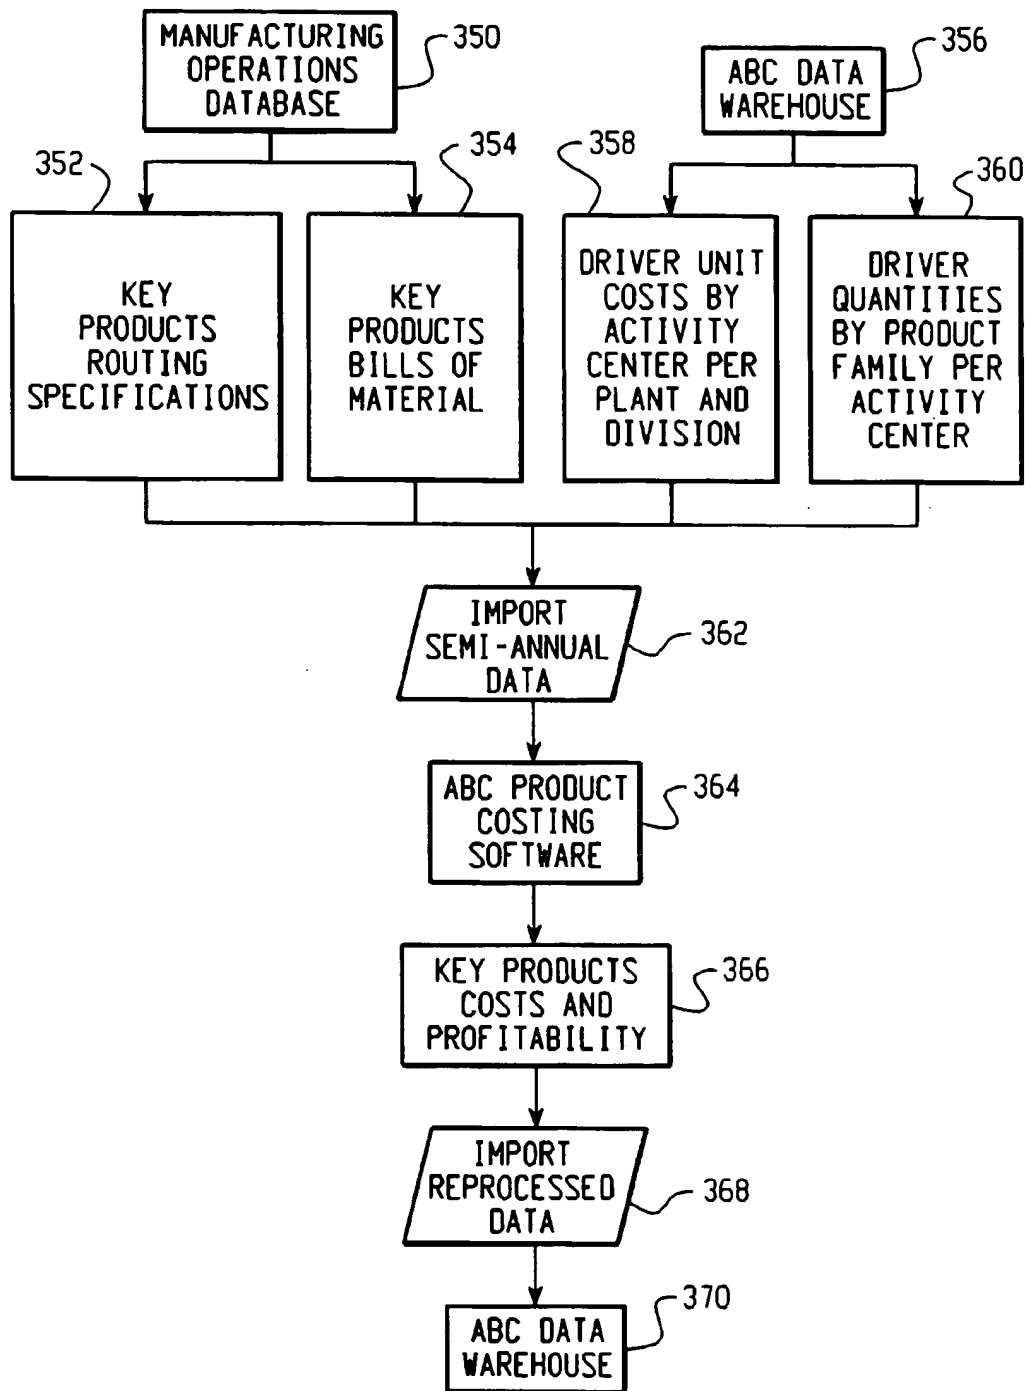 MANUFACTURING
OPERATIONS
DATABASE
350
ABC DATA
WAREHOUSE
356
352
354
358
360
KEY
PRODUCTS
ROUTING
SPECIFICATIONS
KEY
PRODUCTS
BILLS OF
MATERIAL
DRIVER UNIT
COSTS BY
ACTIVITY
CENTER PER
PLANT AND
DIVISION
DRIVER
QUANTITIES
BY PRODUCT
FAMILY PER
ACTIVITY
CENTER
IMPORT
SEMI-ANNUAL
DATA
362
ABC PRODUCT
COSTING
SOFTWARE
364
KEY PRODUCTS
COSTS AND
PROFITABILITY
366
IMPORT
REPROCESSED
DATA
368
ABC DATA
WAREHOUSE
370